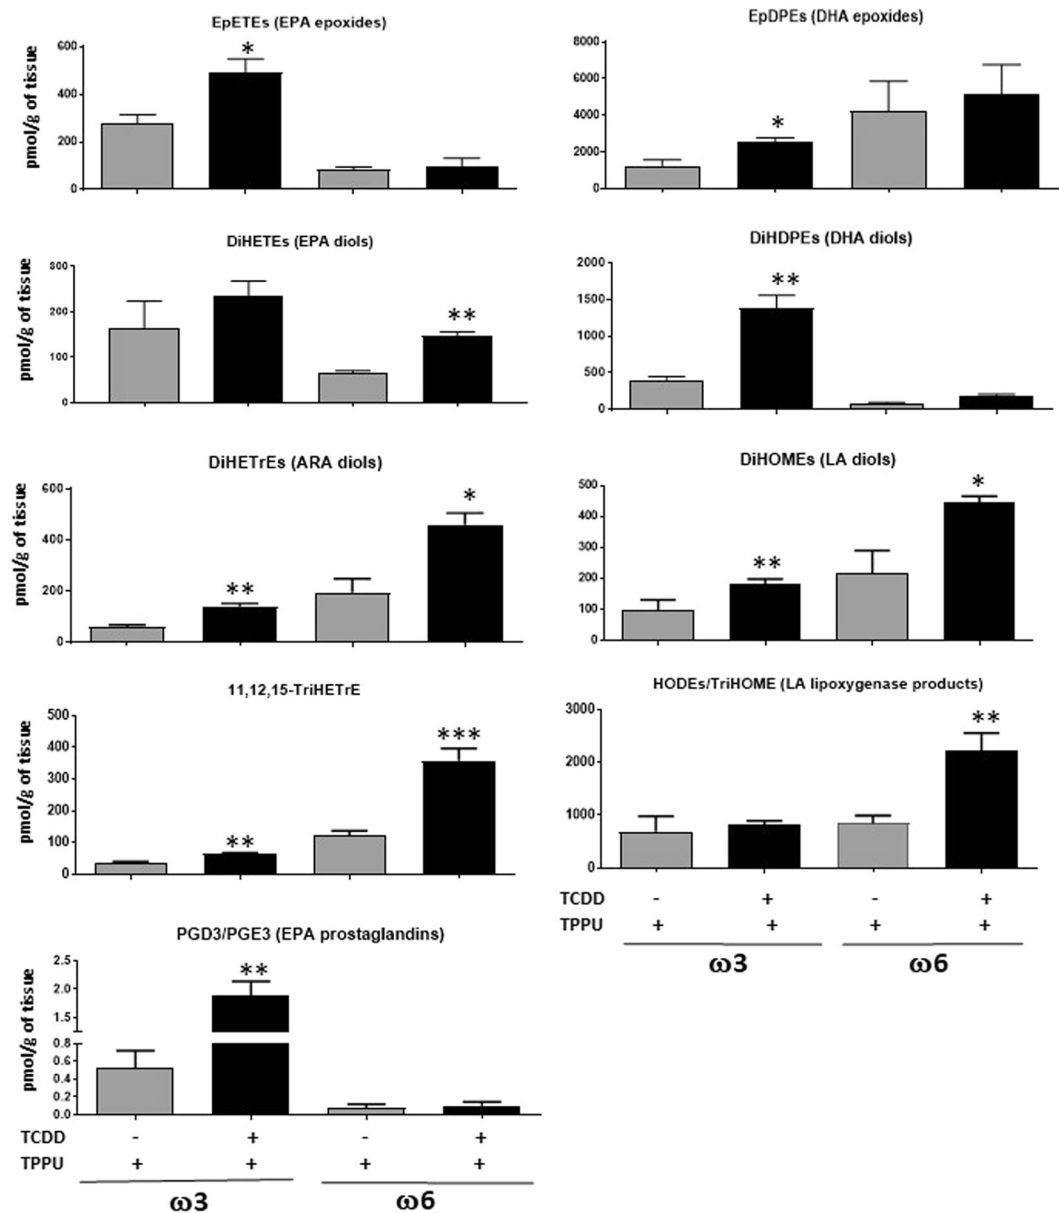 EpETEs (EPA epoxides)
pmol/g of tissue
600
400
200
0
*
EpDPEs (DHA epoxides)
8000
6000
4000
2000
0
*
DiHETEs (EPA diols)
pmol/g of tissue
300
200
100
0
**
DiHDPEs (DHA diols)
2000
1500
1000
500
0
**
DiHETrEs (ARA diols)
pmol/g of tissue
600
400
200
0
**
*
DiHOMEs (LA diols)
500
400
300
200
100
0
**
*
11,12,15-TriHETrE
pmol/g of tissue
500
400
300
200
100
0
**
***
HODEs/TriHOME (LA lipoxygenase products)
3000
2000
1000
0
**
TCDD - + - +
TPPU + + + +
ω3 ω6
PGD3/PGE3 (EPA prostaglandins)
pmol/g of tissue
2.5
2.0
1.5
0.8
0.6
0.4
0.2
0.0
**
TCDD - + - +
TPPU + + + +
ω3 ω6